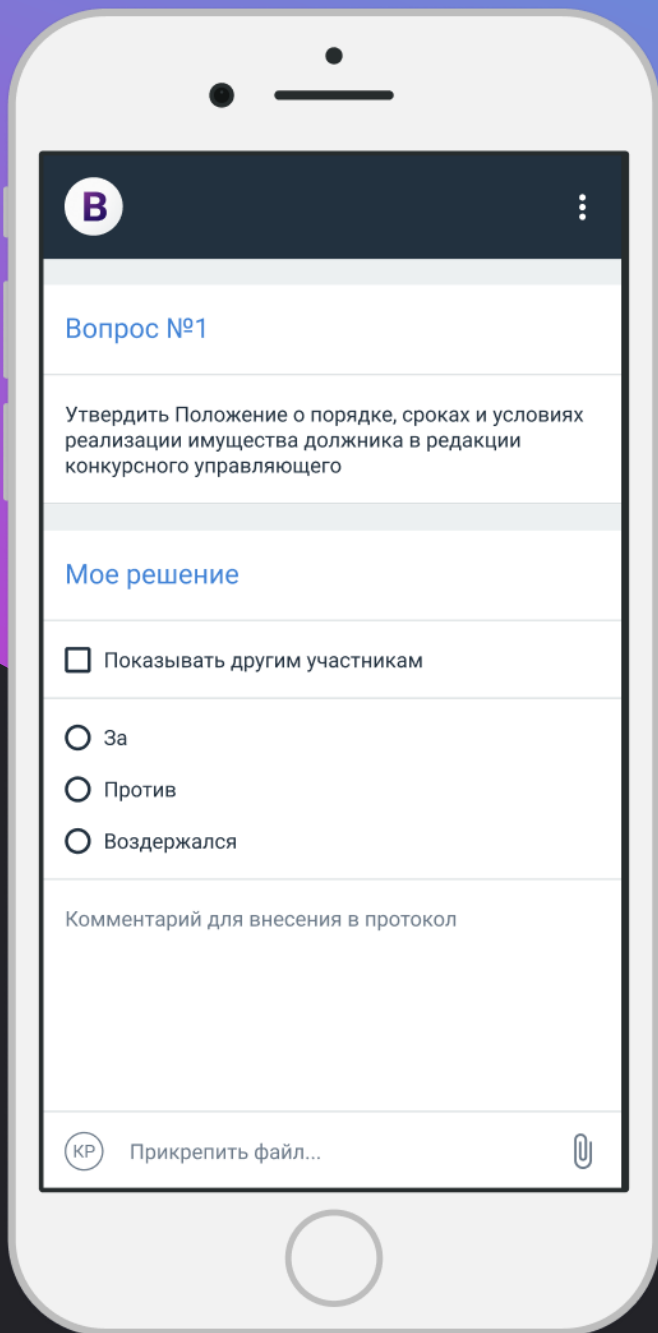 B
Вопрос №1
Утвердить Положение о порядке, сроках и условиях
реализации имущества должника в редакции
конкурсного управляющего
Мое решение
Показывать другим участникам
За
Против
Воздержался
Комментарий для внесения в протокол
КР Прикрепить файл...